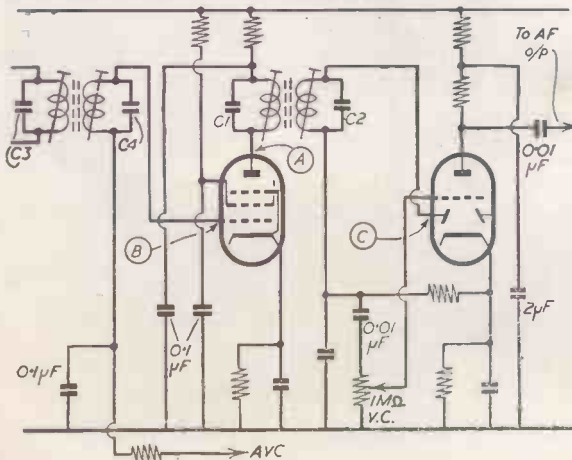 To AF
o/p
C3
C4
C1
C2
A
0·01
µF
B
C
0·1
µF
0·01
µF
2µF
0·1µF
1MΩ
V.C.
AVC